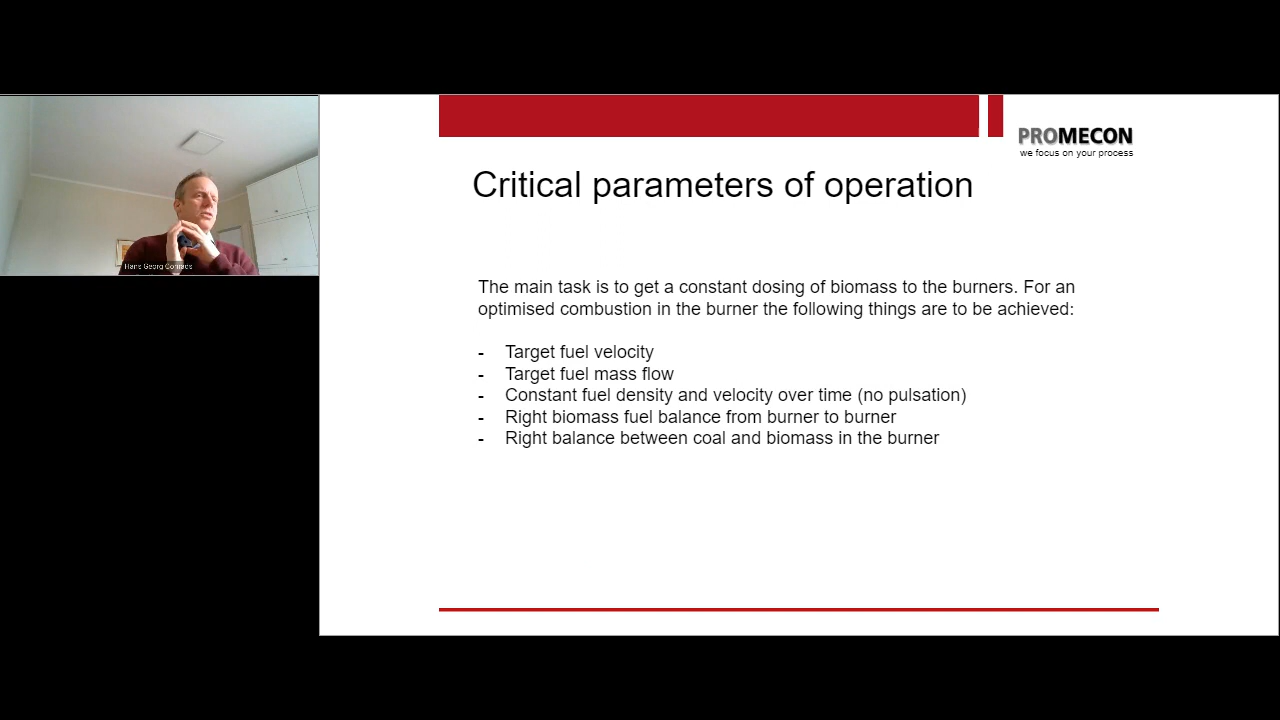 PROMECON
we focus on your process
Critical parameters of operation
The main task is to get a constant dosing of biomass to the burners. For an
optimised combustion in the burner the following things are to be achieved:
- Target fuel velocity
- Target fuel mass flow
- Constant fuel density and velocity over time (no pulsation)
- Right biomass fuel balance from burner to burner
- Right balance between coal and biomass in the burner
Hans Georg Conrads